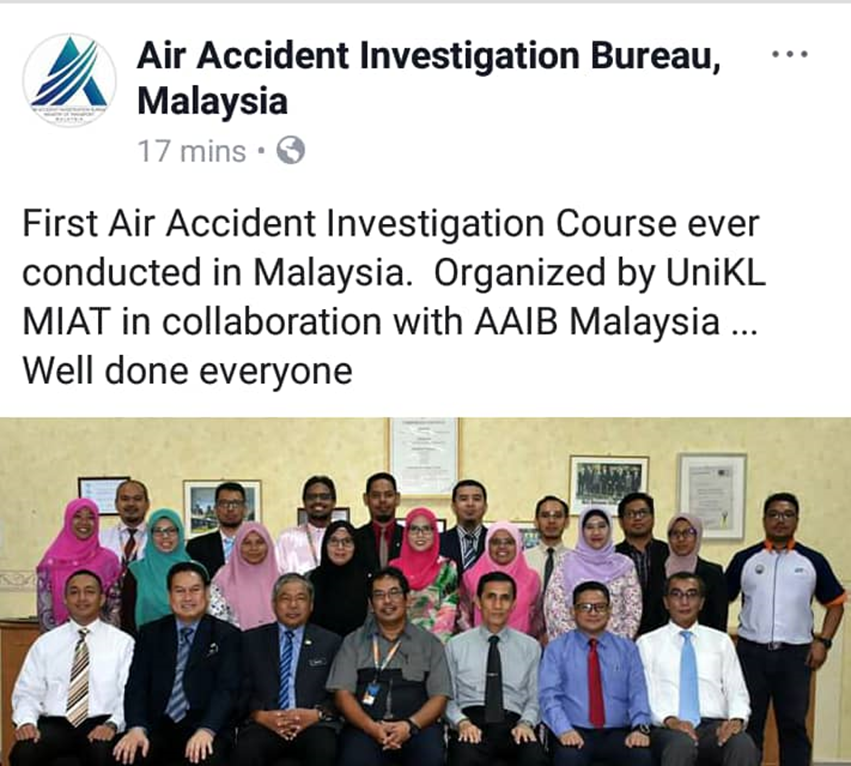 Air Accident Investigation Bureau,
Malaysia
17 mins •
First Air Accident Investigation Course ever
conducted in Malaysia.  Organized by UniKL
MIAT in collaboration with AAIB Malaysia ...
Well done everyone